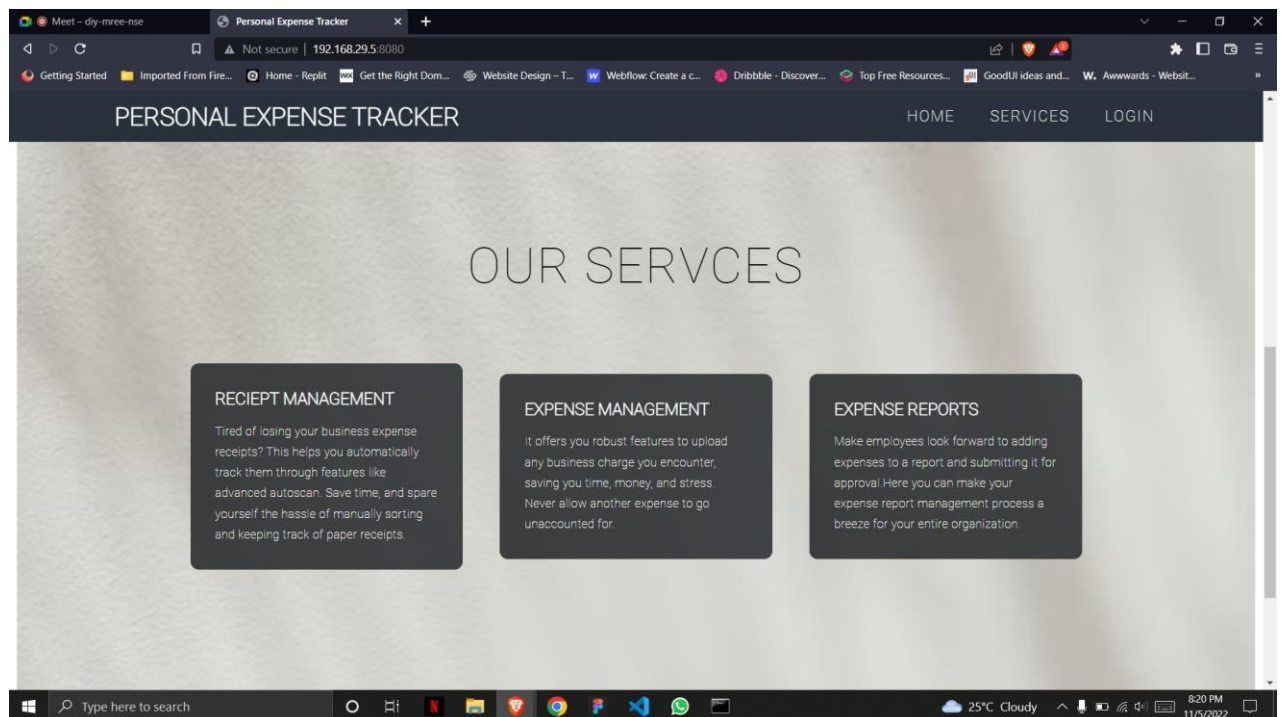 Meet – diy-mree-nse
Personal Expense Tracker
Not secure | 192.168.29.5:8080
Getting Started
Imported From Fire...
Home - Replit
Get the Right Dom...
Website Design – T...
Webflow: Create a c...
Dribbble - Discover...
Top Free Resources...
GoodUI ideas and...
Awwwards - Websit...
PERSONAL EXPENSE TRACKER
HOME
SERVICES
LOGIN
OUR SERVCES
RECIEPT MANAGEMENT
Tired of losing your business expense
receipts? This helps you automatically
track them through features like
advanced autoscan. Save time, and spare
yourself the hassle of manually sorting
and keeping track of paper receipts.
EXPENSE MANAGEMENT
It offers you robust features to upload
any business charge you encounter,
saving you time, money, and stress.
Never allow another expense to go
unaccounted for.
EXPENSE REPORTS
Make employees look forward to adding
expenses to a report and submitting it for
approval.Here you can make your
expense report management process a
breeze for your entire organization.
Type here to search
25°C Cloudy
8:20 PM
11/5/2022